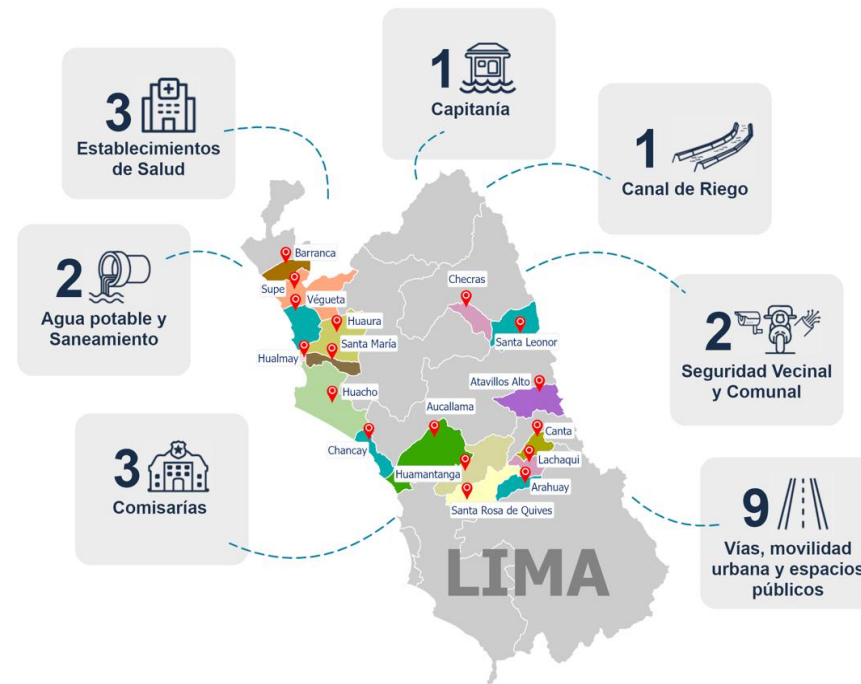 1
Capitanía
3
Establecimientos
de Salud
1
Canal de Riego
2
Agua potable y
Saneamiento
2
Seguridad Vecinal
y Comunal
3
Comisarías
9
Vías, movilidad
urbana y espacios
públicos
Barranca
Supe
Végueta
Huaura
Santa María
Hualmay
Huacho
Chancay
Checras
Santa Leonor
Atavillos Alto
Aucallama
Canta
Huamantanga
Lachaqui
Arahuay
Santa Rosa de Quives
LIMA